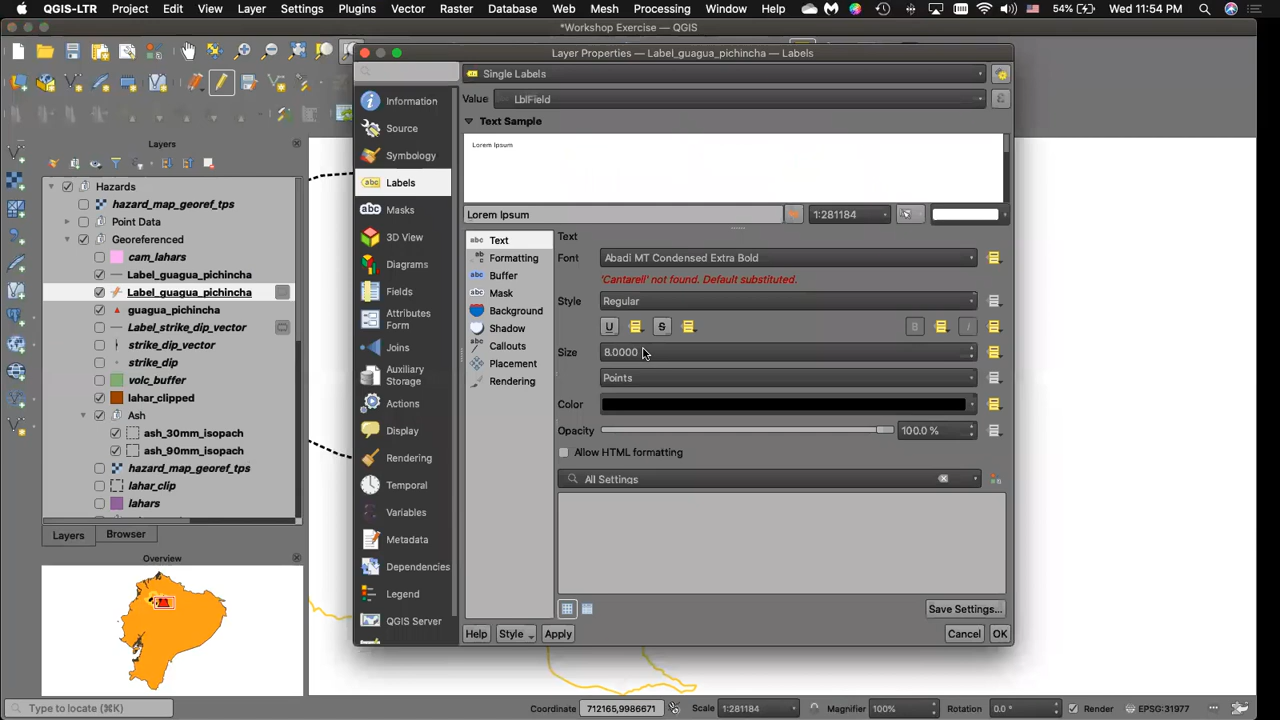 QGIS-LTR Project Edit View Layer Settings Plugins Vector Raster Database Web Mesh Processing Window Help 54% Wed 11:54 PM
*Workshop Exercise — QGIS
Layer Properties — Label_guagua_pichincha — Labels
Single Labels
Value LblField
Text Sample
Lorem Ipsum
Lorem Ipsum 1:281184
Information
Source
Symbology
abc Labels
abc Masks
3D View
Diagrams
Fields
Attributes
Form
Joins
Auxiliary
Storage
Actions
Display
Rendering
Temporal
Variables
Metadata
Dependencies
Legend
QGIS Server
abc Text
Formatting
abc Buffer
abc Mask
Background
Shadow
Callouts
Placement
Rendering
Text
Font Abadi MT Condensed Extra Bold
'Cantarell' not found. Default substituted.
Style Regular
U S B I
Size 8.0000
Points
Color
Opacity 100.0 %
Allow HTML formatting
All Settings
Save Settings...
Help Style Apply Cancel OK
Layers
Hazards
hazard_map_georef_tps
Point Data
Georeferenced
cam_lahars
Label_guagua_pichincha
Label_guagua_pichincha
guagua_pichincha
Label_strike_dip_vector
strike_dip_vector
strike_dip
volc_buffer
lahar_clipped
Ash
ash_30mm_isopach
ash_90mm_isopach
hazard_map_georef_tps
lahar_clip
lahars
Layers Browser
Overview
Type to locate (⌘K) Coordinate 712165,9986671 Scale 1:281184 Magnifier 100% Rotation 0.0 ° Render EPSG:31977